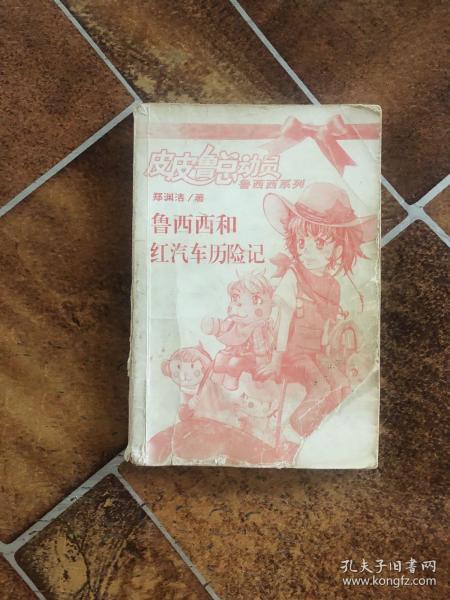 皮皮鲁总动员
鲁西西系列
郑渊洁/著
鲁西西和
红汽车历险记
孔夫子旧书网
www.kongfz.com